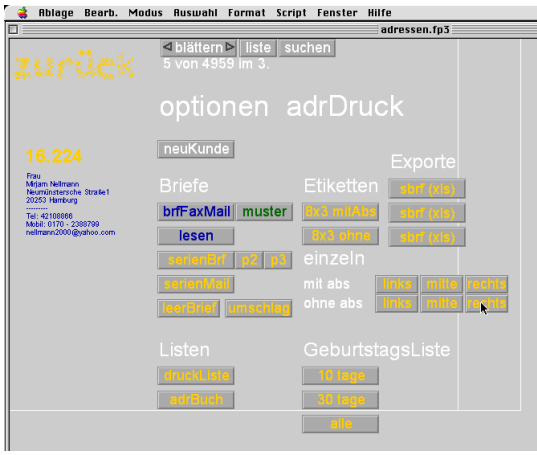 Ablage Bearb. Modus Auswahl Format Script Fenster Hilfe
adressen.fp3
zurück
blättern liste suchen
5 von 4959 im 3.
optionen adrDruck
16.224
neuKunde
Exporte
Frau
Mirjam Nellmann
Neumünstersche Straße1
20253 Hamburg
---------
Tel: 42108866
Mobil: 0170 - 2388799
nellmann2000@yahoo.com
Briefe
Etiketten
sbrf (xls)
brfFaxMail muster
8x3 mitAbs
sbrf (xls)
lesen
8x3 ohne
sbrf (xls)
serienBrf p2 p3
einzeln
serienMail
mit abs links mitte rechts
leerBrief umschlag
ohne abs links mitte rechts
Listen
GeburtstagsListe
druckListe
10 tage
adrBuch
30 tage
alle